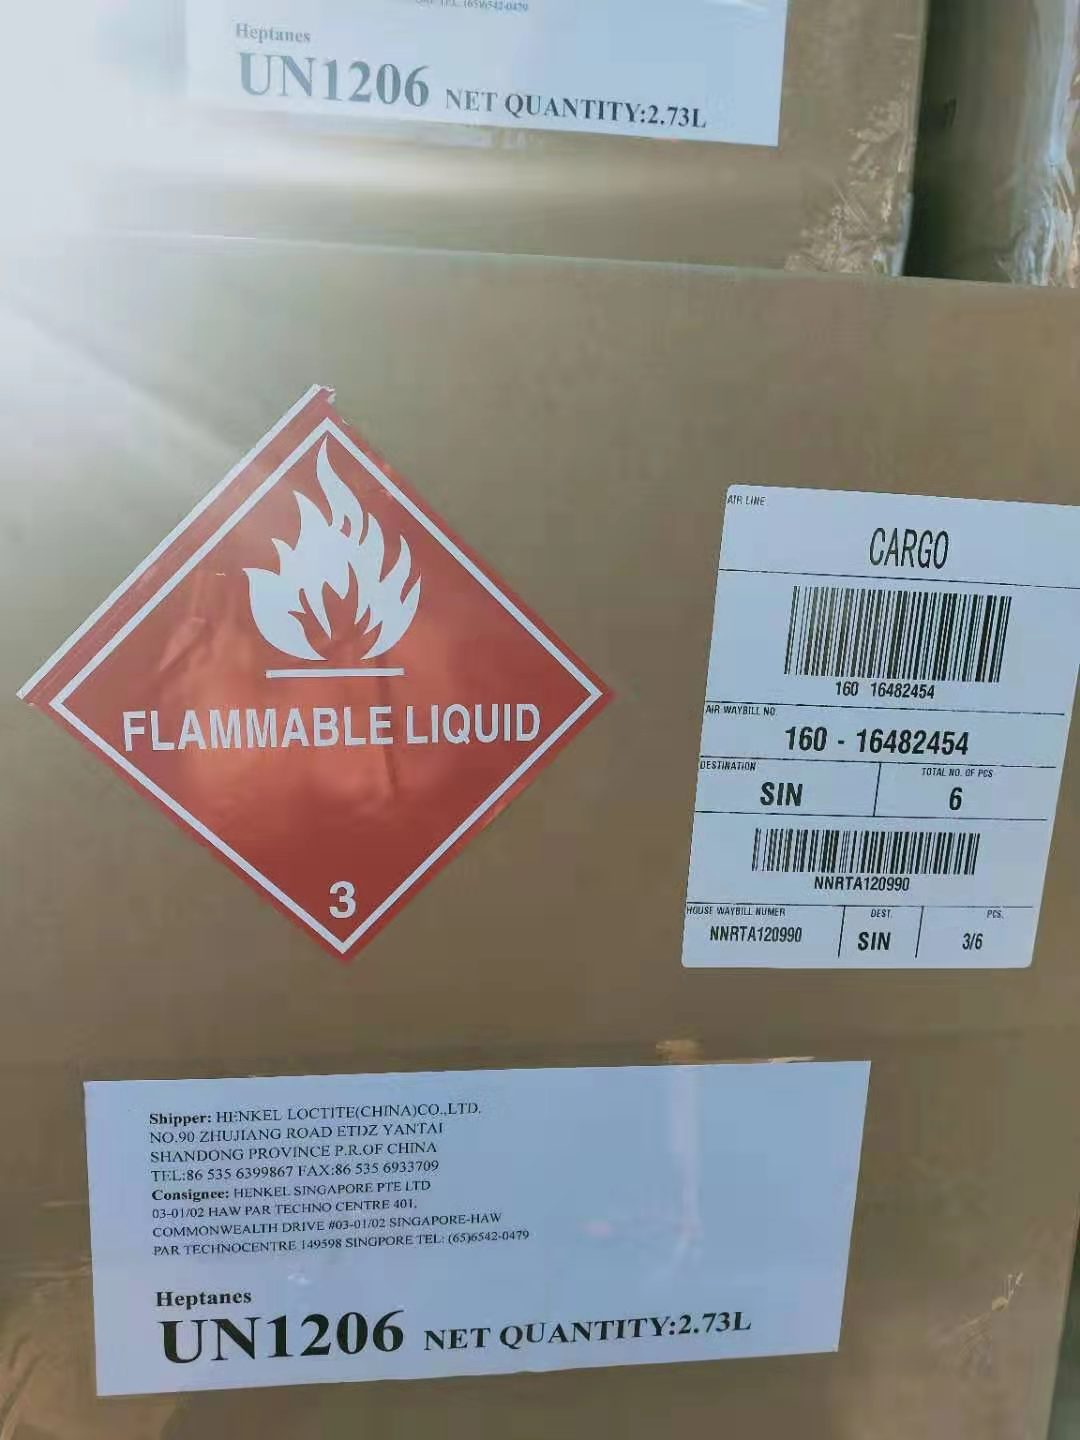 TEL: (65)6542-0479
Heptanes
UN1206 NET QUANTITY:2.73L
FLAMMABLE LIQUID
3
AIR LINE
CARGO
160 16482454
AIR WAYBILL NO.
160 - 16482454
DESTINATION TOTAL NO. OF PCS
SIN 6
NNRTA120990
HOUSE WAYBILL NUMER DEST. PCS.
NNRTA120990 SIN 3/6
Shipper: HENKEL LOCTITE(CHINA)CO.,LTD.
NO.90 ZHUJIANG ROAD ETDZ YANTAI
SHANDONG PROVINCE P.R.OF CHINA
TEL:86 535 6399867 FAX:86 535 6933709
Consignee: HENKEL SINGAPORE PTE LTD
03-01/02 HAW PAR TECHNO CENTRE 401,
COMMONWEALTH DRIVE #03-01/02 SINGAPORE-HAW
PAR TECHNOCENTRE 149598 SINGPORE TEL: (65)6542-0479
Heptanes
UN1206 NET QUANTITY:2.73L